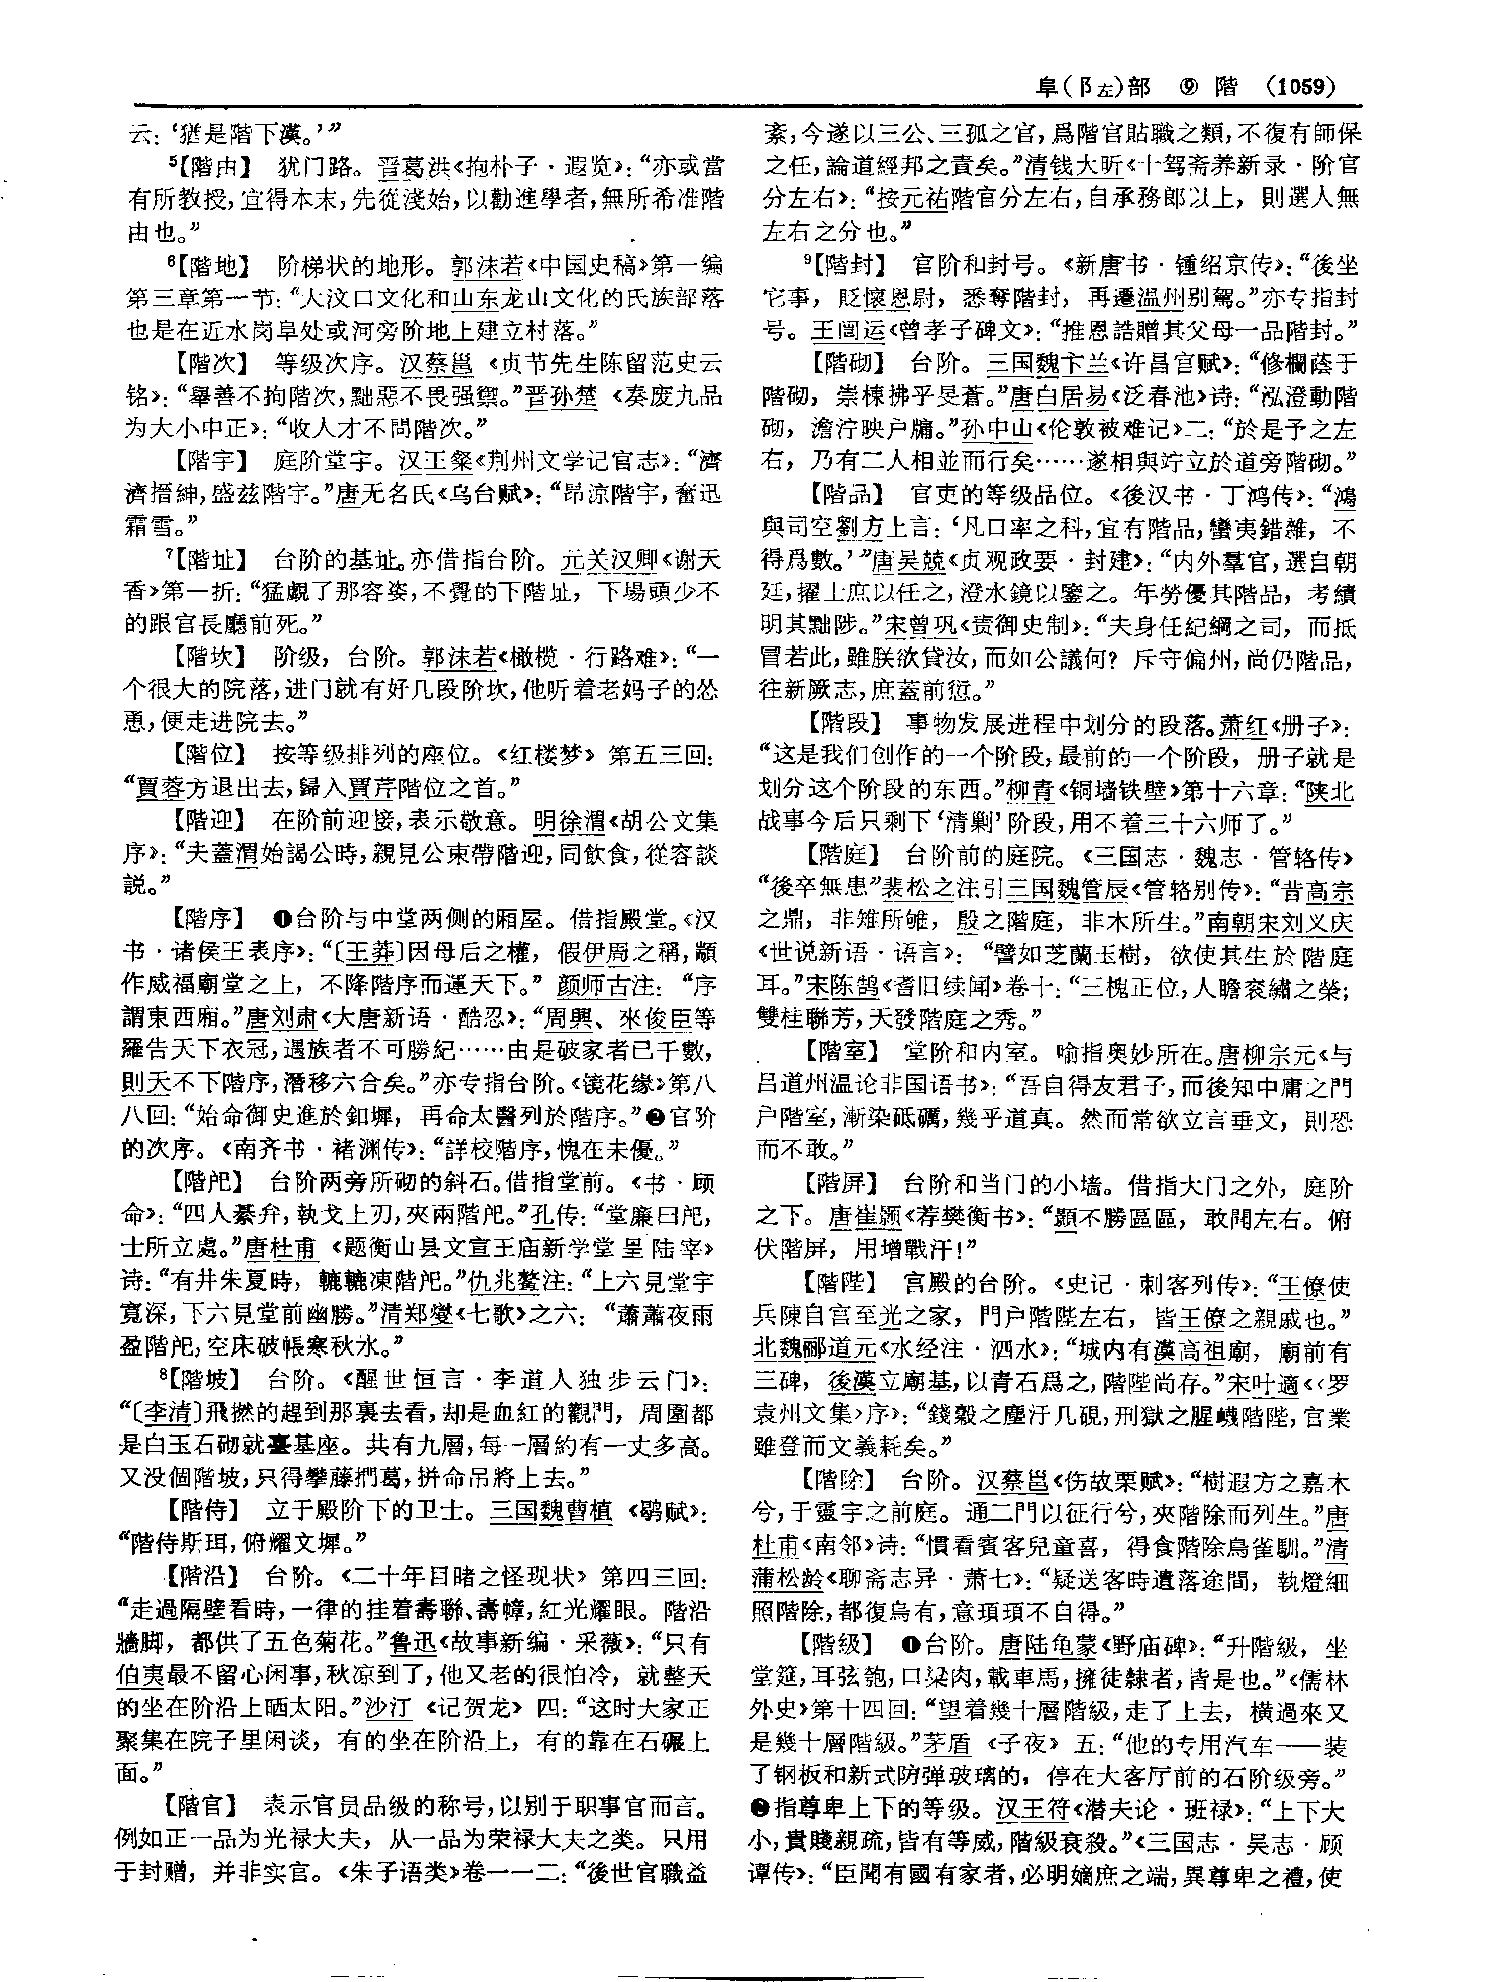 阜(阝左)部　⑨　階　(1059)
云：‘猶是階下漢。’”
⁵【階由】　犹门路。晋葛洪《抱朴子·遐览》：“亦或當
有所教授，宜得本末，先從淺始，以勸進學者，無所希准階
由也。”
⁶【階地】　阶梯状的地形。郭沫若《中国史稿》第一编
第三章第一节：“大汶口文化和山东龙山文化的氏族部落
也是在近水岗阜处或河旁阶地上建立村落。”
【階次】　等级次序。汉蔡邕《贞节先生陈留范史云
铭》：“舉善不拘階次，黜惡不畏强禦。”晋孙楚《奏废九品
为大小中正》：“收人才不問階次。”
【階宇】　庭阶堂宇。汉王粲《荆州文学记官志》：“濟
濟搢紳，盛兹階宇。”唐无名氏《乌台赋》：“昂涼階宇，奮迅
霜雪。”
⁷【階址】　台阶的基址。亦借指台阶。元关汉卿《谢天
香》第一折：“猛覷了那容姿，不覺的下階址，下場頭少不
的跟官長廳前死。”
【階坎】　阶级，台阶。郭沫若《橄榄·行路难》：“一
个很大的院落，进门就有好几段阶坎，他听着老妈子的怂
恿，便走进院去。”
【階位】　按等级排列的座位。《红楼梦》第五三回：
“賈蓉方退出去，歸入賈芹階位之首。”
【階迎】　在阶前迎接，表示敬意。明徐渭《胡公文集
序》：“夫蓋渭始謁公時，親見公束帶階迎，同飲食，從容談
説。”
【階序】　❶台阶与中堂两侧的厢屋。借指殿堂。《汉
书·诸侯王表序》：“〔王莽〕因母后之權，假伊周之稱，顓
作威福廟堂之上，不降階序而運天下。”颜师古注：“序
謂東西廂。”唐刘肃《大唐新语·酷忍》：“周興、來俊臣等
羅告天下衣冠，遇族者不可勝紀……由是破家者已千數，
則天不下階序，潛移六合矣。”亦专指台阶。《镜花缘》第八
八回：“始命御史進於釦墀，再命太醫列於階序。”❷官阶
的次序。《南齐书·褚渊传》：“詳校階序，愧在未優。”
【階戺】　台阶两旁所砌的斜石。借指堂前。《书·顾
命》：“四人綦弁，執戈上刃，夾兩階戺。”孔传：“堂廉曰戺，
士所立處。”唐杜甫《题衡山县文宣王庙新学堂呈陆宰》
诗：“有井朱夏時，轆轆凍階戺。”仇兆鳌注：“上六見堂宇
寬深，下六見堂前幽勝。”清郑燮《七歌》之六：“蕭蕭夜雨
盈階戺，空床破帳寒秋水。”
⁸【階坡】　台阶。《醒世恒言·李道人独步云门》：
“〔李清〕飛撚的趕到那裏去看，却是血紅的觀門，周圍都
是白玉石砌就臺基座。共有九層，每一層約有一丈多高。
又没個階坡，只得攀藤捫葛，拼命吊將上去。”
【階侍】　立于殿阶下的卫士。三国魏曹植《鹖赋》：
“階侍斯珥，俯耀文墀。”
【階沿】　台阶。《二十年目睹之怪现状》第四三回：
“走過隔壁看時，一律的挂着壽聯、壽幛，紅光耀眼。階沿
牆脚，都供了五色菊花。”鲁迅《故事新编·采薇》：“只有
伯夷最不留心闲事，秋凉到了，他又老的很怕冷，就整天
的坐在阶沿上晒太阳。”沙汀《记贺龙》四：“这时大家正
聚集在院子里闲谈，有的坐在阶沿上，有的靠在石碾上
面。”
【階官】　表示官员品级的称号，以别于职事官而言。
例如正一品为光禄大夫，从一品为荣禄大夫之类。只用
于封赠，并非实官。《朱子语类》卷一一二：“後世官職益
紊，今遂以三公、三孤之官，爲階官貼職之類，不復有師保
之任，論道經邦之責矣。”清钱大昕《十驾斋养新录·阶官
分左右》：“按元祐階官分左右，自承務郎以上，則選人無
左右之分也。”
⁹【階封】　官阶和封号。《新唐书·锺绍京传》：“後坐
它事，貶懷恩尉，悉奪階封，再遷温州别駕。”亦专指封
号。王闿运《曾孝子碑文》：“推恩誥贈其父母一品階封。”
【階砌】　台阶。三国魏卞兰《许昌宫赋》：“修欄蔭于
階砌，崇棟拂乎旻蒼。”唐白居易《泛春池》诗：“泓澄動階
砌，澹泞映户牖。”孙中山《伦敦被难记》二：“於是予之左
右，乃有二人相並而行矣……遂相與竚立於道旁階砌。”
【階品】　官吏的等级品位。《後汉书·丁鸿传》：“鴻
與司空劉方上言：‘凡口率之科，宜有階品，蠻夷錯雜，不
得爲數。’”唐吴兢《贞观政要·封建》：“内外羣官，選自朝
廷，擢士庶以任之，澄水鏡以鑒之。年勞優其階品，考績
明其黜陟。”宋曾巩《责御史制》：“夫身任紀綱之司，而抵
冒若此，雖朕欲貸汝，而如公議何？斥守偏州，尚仍階品，
往新厥志，庶蓋前愆。”
【階段】　事物发展进程中划分的段落。萧红《册子》：
“这是我们创作的一个阶段，最前的一个阶段，册子就是
划分这个阶段的东西。”柳青《铜墙铁壁》第十六章：“陕北
战事今后只剩下‘清剿’阶段，用不着三十六师了。”
【階庭】　台阶前的庭院。《三国志·魏志·管辂传》
“後卒無患”裴松之注引三国魏管辰《管辂别传》：“昔高宗
之鼎，非雉所雊，殷之階庭，非木所生。”南朝宋刘义庆
《世说新语·语言》：“譬如芝蘭玉樹，欲使其生於階庭
耳。”宋陈鹄《耆旧续闻》卷十：“三槐正位，人瞻衮繡之榮；
雙桂聯芳，天發階庭之秀。”
【階室】　堂阶和内室。喻指奥妙所在。唐柳宗元《与
吕道州温论非国语书》：“吾自得友君子，而後知中庸之門
户階室，漸染砥礪，幾乎道真。然而常欲立言垂文，則恐
而不敢。”
【階屏】　台阶和当门的小墙。借指大门之外，庭阶
之下。唐崔颢《荐樊衡书》：“顥不勝區區，敢聞左右。俯
伏階屏，用增戰汗！”
【階陛】　宫殿的台阶。《史记·刺客列传》：“王僚使
兵陳自宫至光之家，門户階陛左右，皆王僚之親戚也。”
北魏郦道元《水经注·泗水》：“城内有漢高祖廟，廟前有
三碑，後漢立廟基，以青石爲之，階陛尚存。”宋叶適《〈罗
袁州文集〉序》：“錢穀之塵汙几硯，刑獄之腥衊階陛，官業
雖登而文義耗矣。”
【階除】　台阶。汉蔡邕《伤故栗赋》：“樹遐方之嘉木
兮，于靈宇之前庭。通二門以征行兮，夾階除而列生。”唐
杜甫《南邻》诗：“慣看賓客兒童喜，得食階除鳥雀馴。”清
蒲松龄《聊斋志异·萧七》：“疑送客時遺落途間，執燈細
照階除，都復烏有，意頊頊不自得。”
【階级】　❶台阶。唐陆龟蒙《野庙碑》：“升階級，坐
堂筵，耳弦匏，口粱肉，載車馬，擁徒隸者，皆是也。”《儒林
外史》第十四回：“望着幾十層階級，走了上去，横過來又
是幾十層階級。”茅盾《子夜》五：“他的专用汽车——装
了钢板和新式防弹玻璃的，停在大客厅前的石阶级旁。”
❷指尊卑上下的等级。汉王符《潜夫论·班禄》：“上下大
小，貴賤親疏，皆有等威，階級衰殺。”《三国志·吴志·顾
谭传》：“臣聞有國有家者，必明嫡庶之端，異尊卑之禮，使